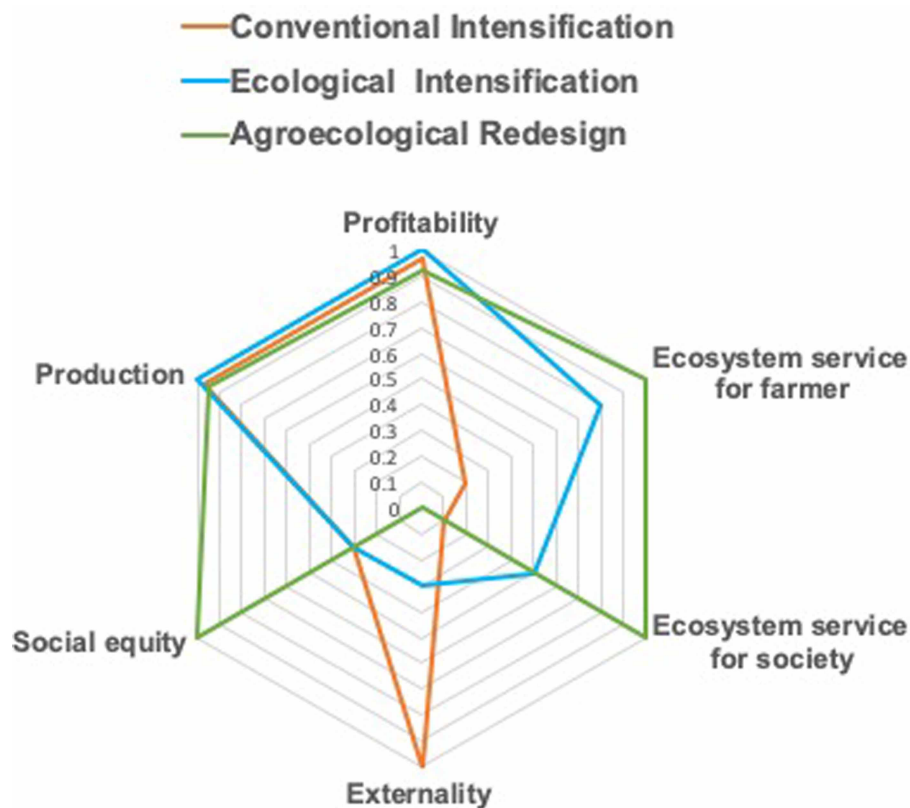 Conventional Intensification
Ecological Intensification
Agroecological Redesign
Profitability
1
0.9
0.8
0.7
0.6
0.5
0.4
0.3
0.2
0.1
0
Production
Ecosystem service
for farmer
Social equity
Ecosystem service
for society
Externality